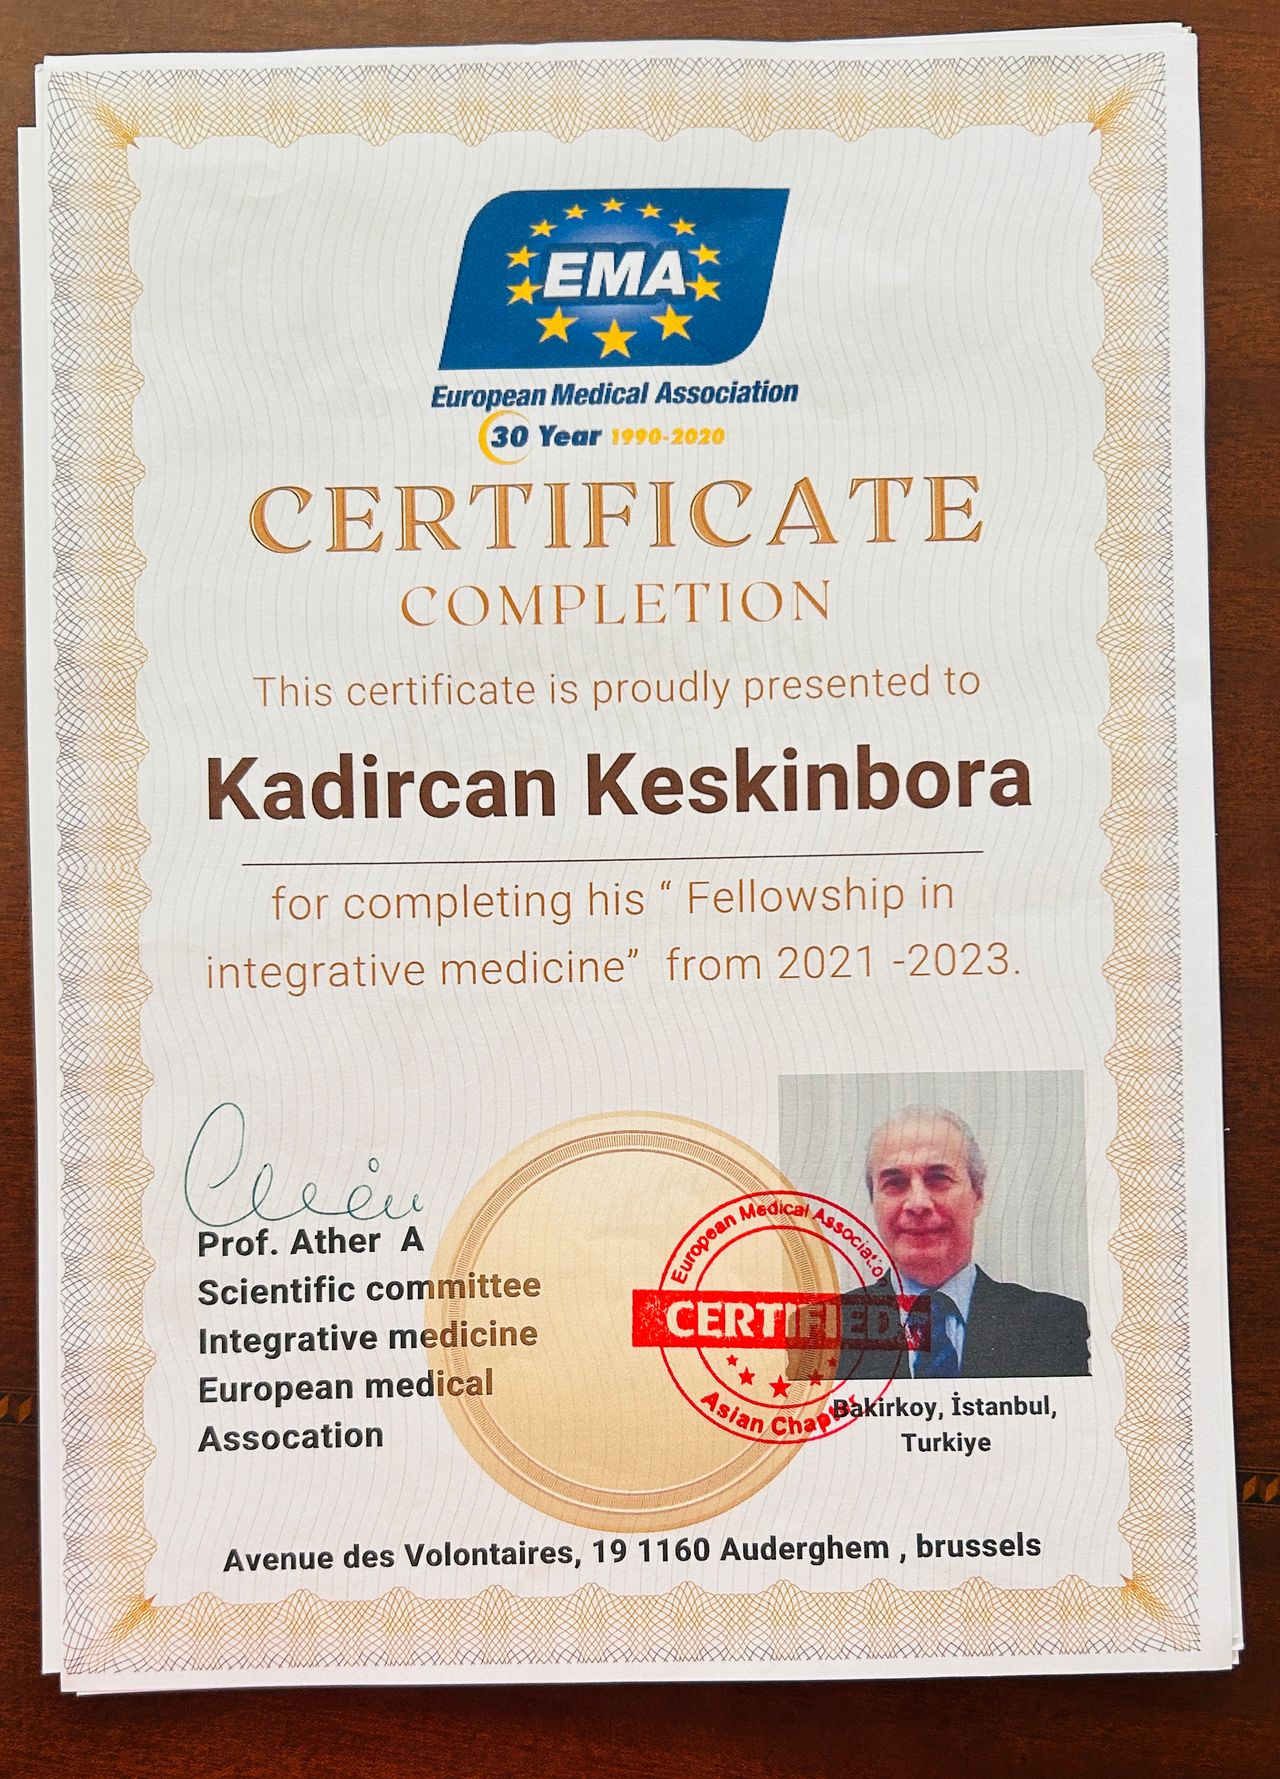 EMA
European Medical Association
30 Year 1990-2020
CERTIFICATE
COMPLETION
This certificate is proudly presented to
Kadircan Keskinbora
for completing his “ Fellowship in
integrative medicine” from 2021 -2023.
Prof. Ather A
Scientific committee
Integrative medicine
European medical
Assocation
European Medical Association
CERTIFIED
Asian Chapter
Bakirkoy, İstanbul,
Turkiye
Avenue des Volontaires, 19 1160 Auderghem , brussels